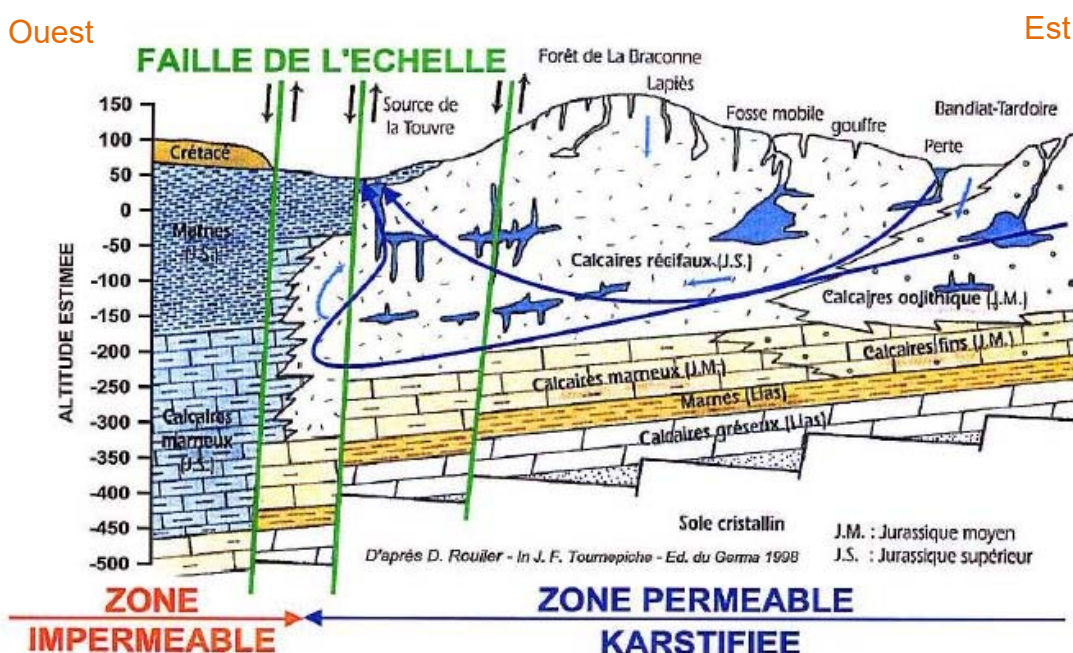 Ouest
Est
FAILLE DE L'ECHELLE
Forêt de La Braconne
Lapiès
Source de
la Touvre
Fosse mobile
gouffre
Perte
Bandiat-Tardoire
ALTITUDE ESTIMEE
150
100
50
0
-50
-100
-150
-200
-250
-300
-350
-400
-450
-500
Crétacé
Marnes
(J.S.)
Calcaires récifaux (J.S.)
Calcaires oolithique (J.M.)
Calcaires fins (J.M.)
Calcaires marneux (J.M.)
Marnes (Lias)
Calcaires gréseux (Lias)
Calcaires
marneux
(J.S.)
Sole cristallin
J.M. : Jurassique moyen
J.S. : Jurassique supérieur
D'après D. Rouiller - In J. F. Tournepiche - Ed. du Germa 1998
ZONE
IMPERMEABLE
ZONE PERMEABLE
KARSTIFIEE